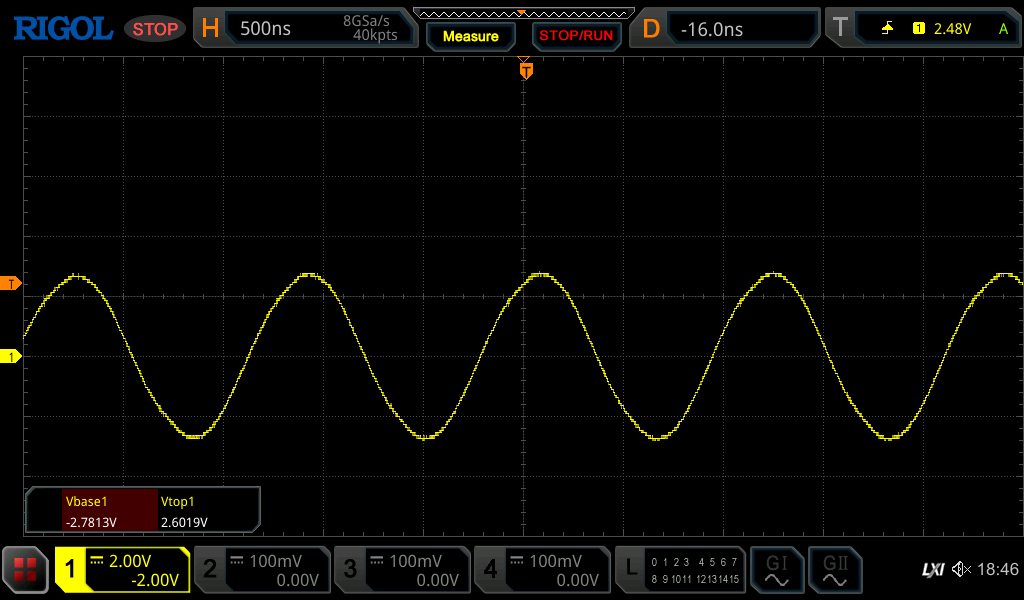 RIGOL STOP H 500ns 8GSa/s 40kpts Measure STOP/RUN D -16.0ns T 1 2.48V A
T
T
1
Vbase1 Vtop1
-2.7813V 2.6019V
1 2.00V -2.00V 2 100mV 0.00V 3 100mV 0.00V 4 100mV 0.00V L 0 1 2 3 4 5 6 7 8 9 10 11 12 13 14 15 GI GII LXI 18:46